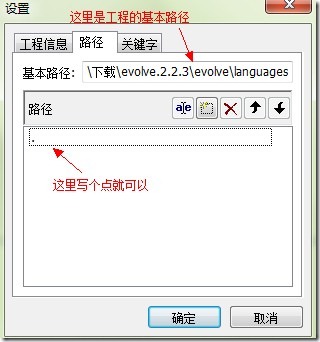 设置
这里是工程的基本路径
工程信息 路径 关键字
基本路径: \下载\evolve.2.2.3\evolve\languages
路径
.
这里写个点就可以
确定 取消